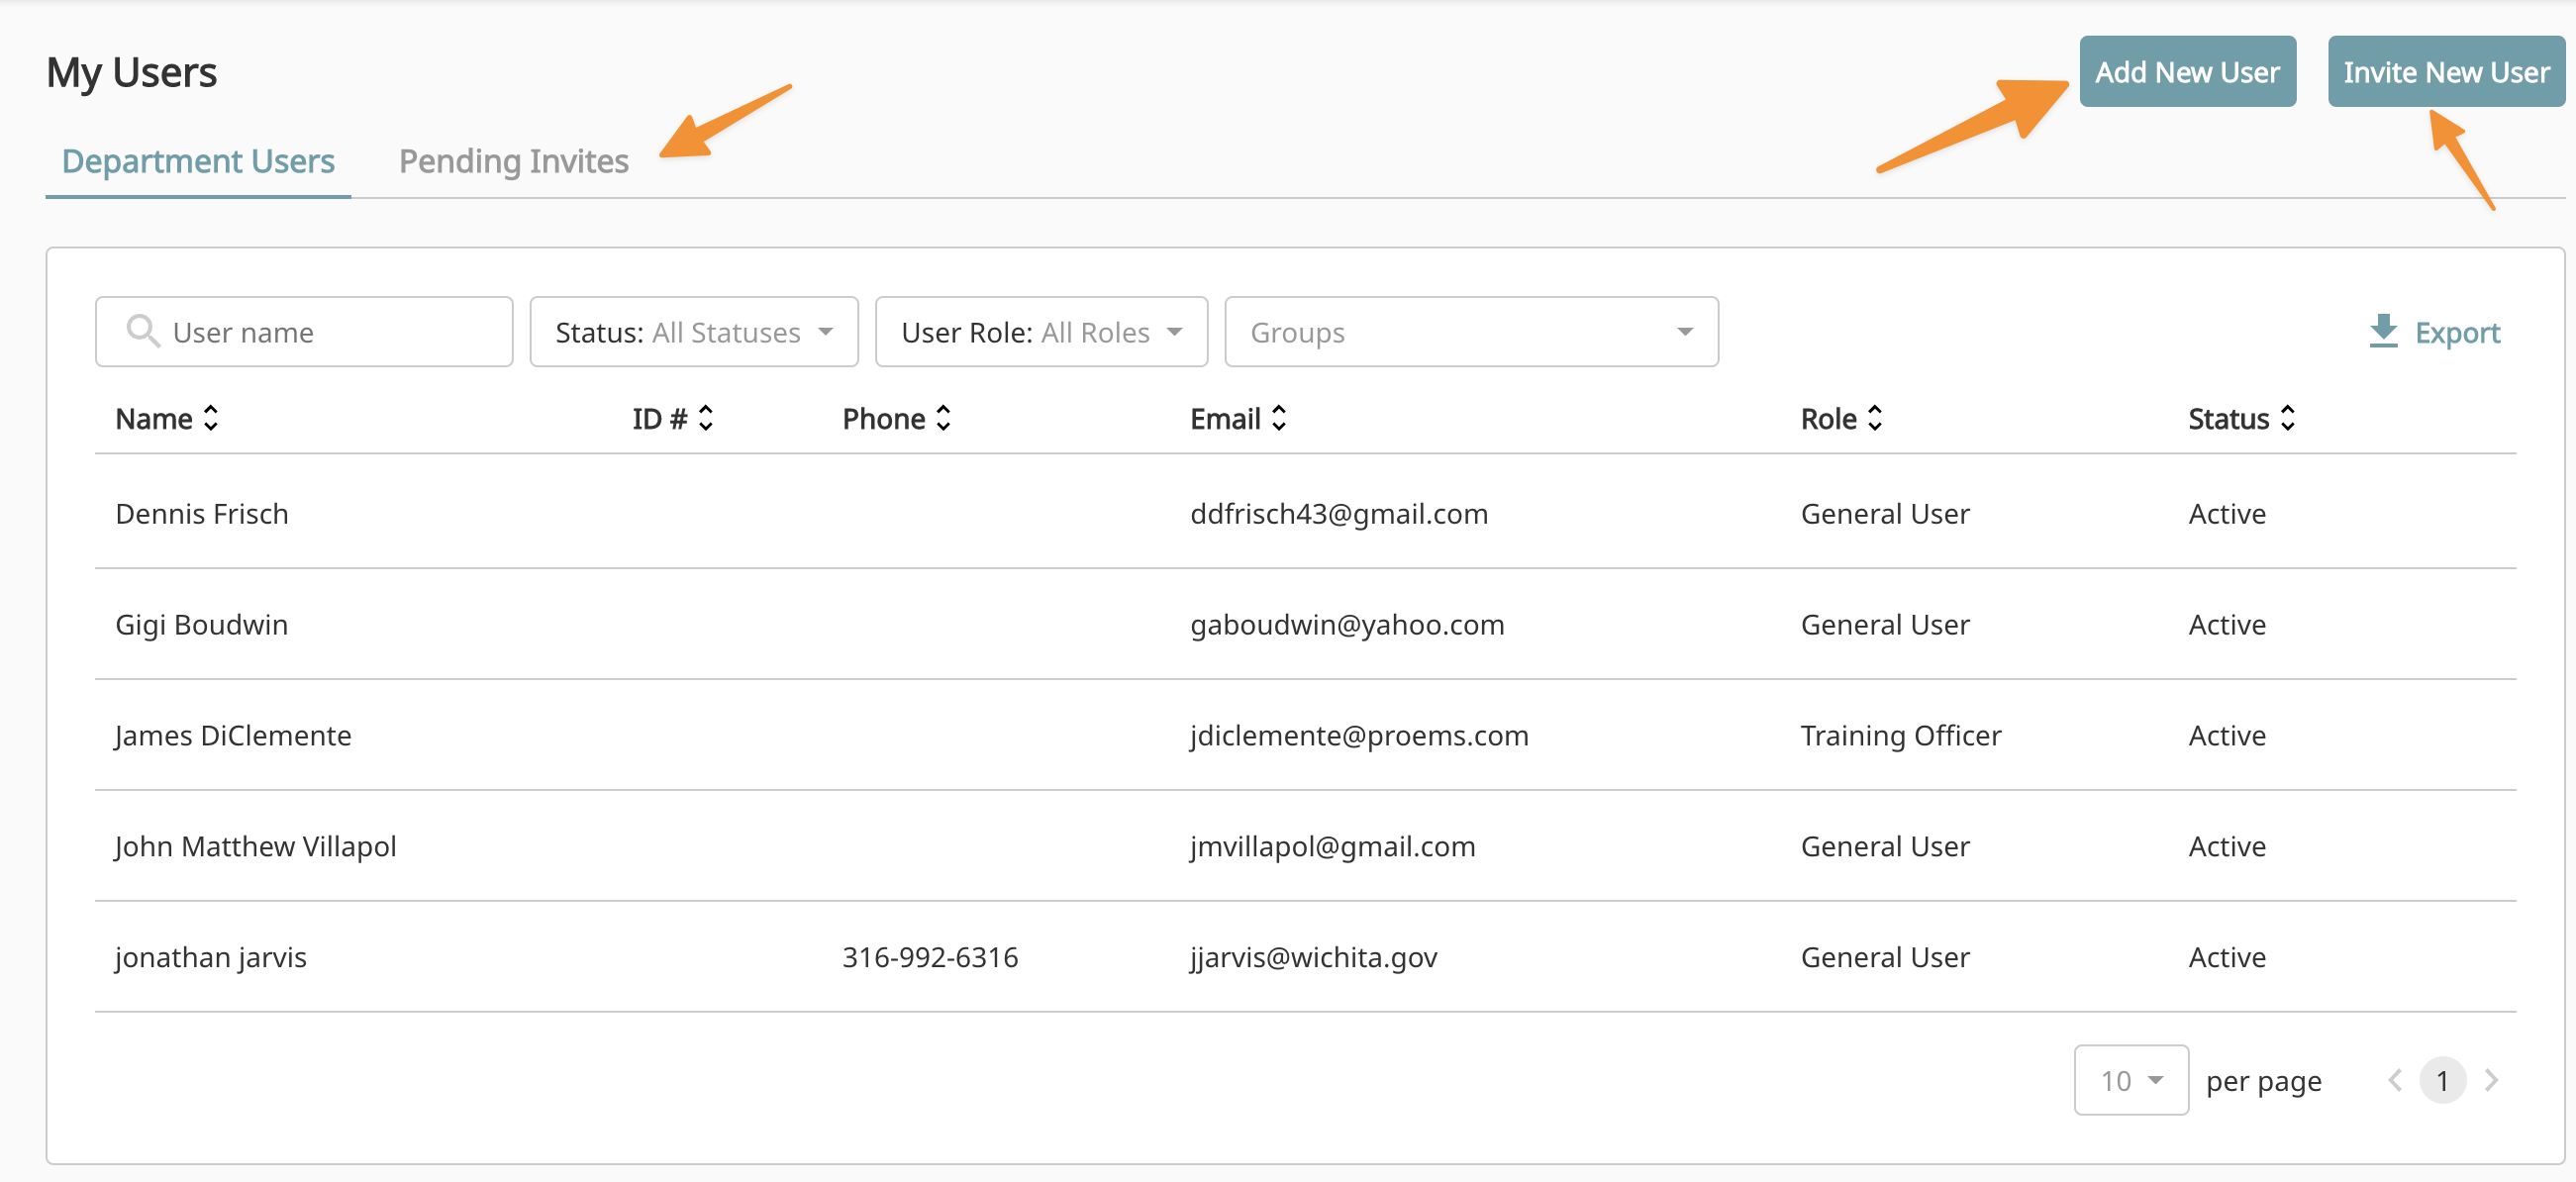 My Users
Add New User
Invite New User
Department Users
Pending Invites
User name
Status: All Statuses
User Role: All Roles
Groups
Export
Name ID # Phone Email Role Status
Dennis Frisch ddfrisch43@gmail.com General User Active
Gigi Boudwin gaboudwin@yahoo.com General User Active
James DiClemente jdiclemente@proems.com Training Officer Active
John Matthew Villapol jmvillapol@gmail.com General User Active
jonathan jarvis 316-992-6316 jjarvis@wichita.gov General User Active
10 per page 1